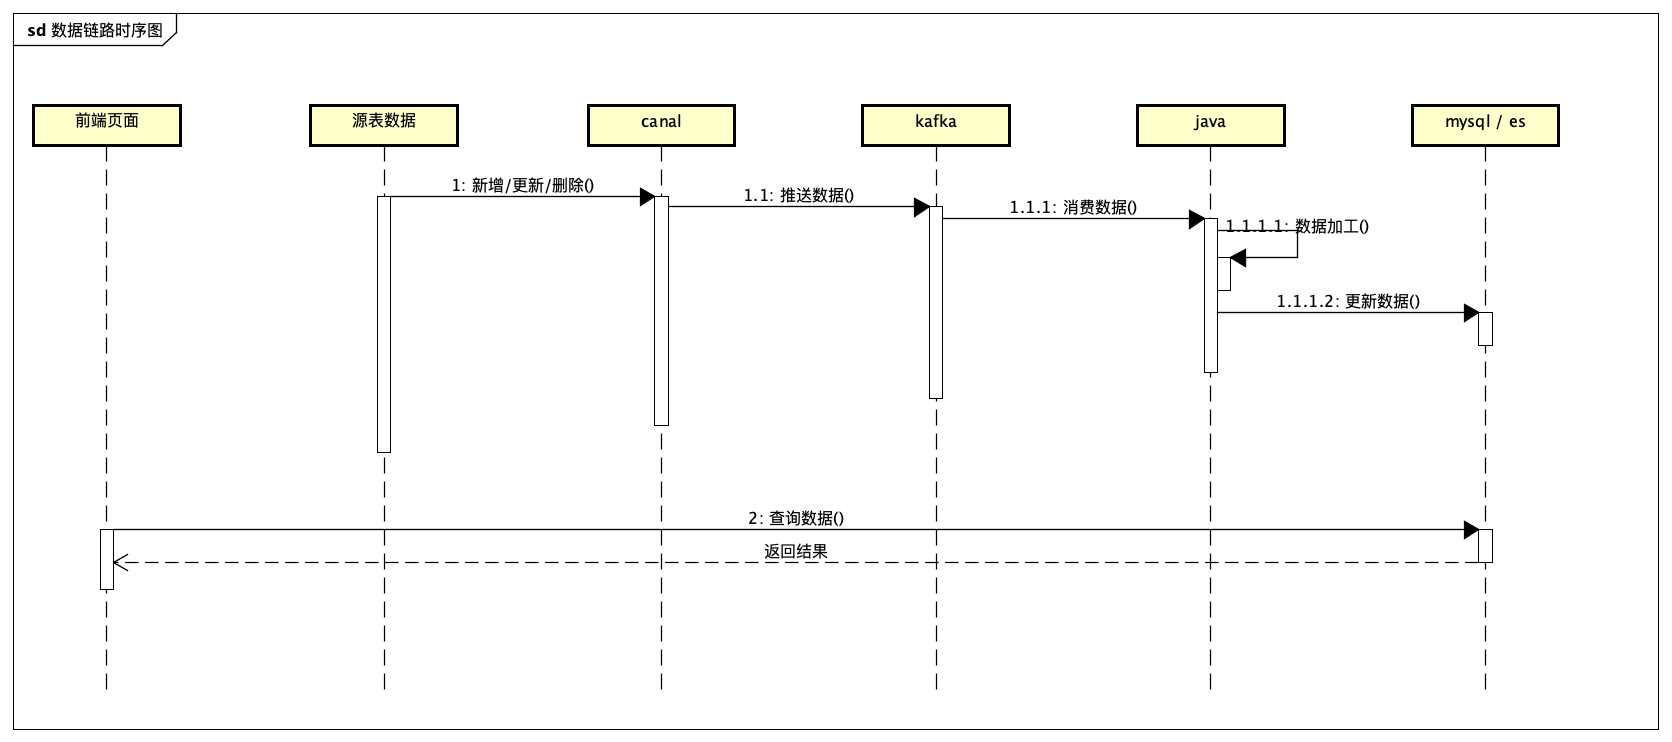 sd 数据链路时序图
前端页面
源表数据
canal
kafka
java
mysql / es
1: 新增/更新/删除()
1.1: 推送数据()
1.1.1: 消费数据()
1.1.1.1: 数据加工()
1.1.1.2: 更新数据()
2: 查询数据()
返回结果